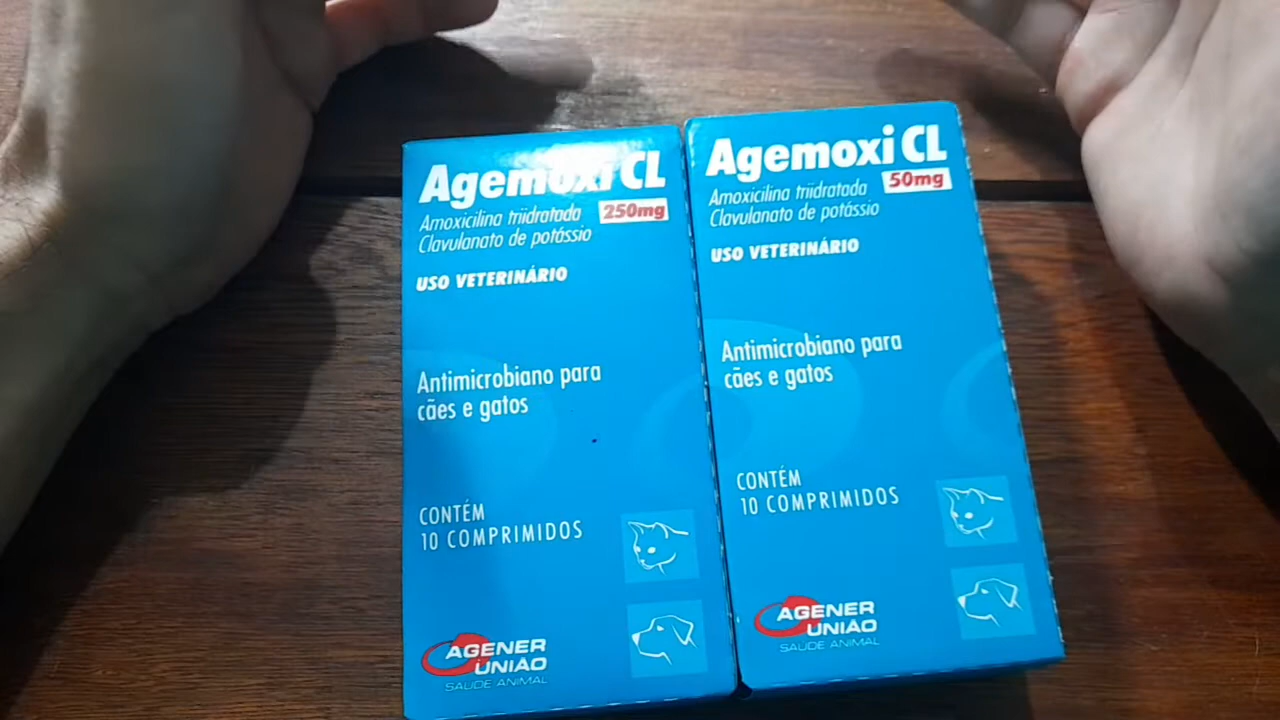 Agemoxi CL
Amoxicilina triidratada 250mg
Clavulanato de potássio
USO VETERINÁRIO
Antimicrobiano para
cães e gatos
CONTÉM
10 COMPRIMIDOS
AGENER
UNIÃO
SAÚDE ANIMAL
Agemoxi CL
Amoxicilina triidratada 50mg
Clavulanato de potássio
USO VETERINÁRIO
Antimicrobiano para
cães e gatos
CONTÉM
10 COMPRIMIDOS
AGENER
UNIÃO
SAÚDE ANIMAL